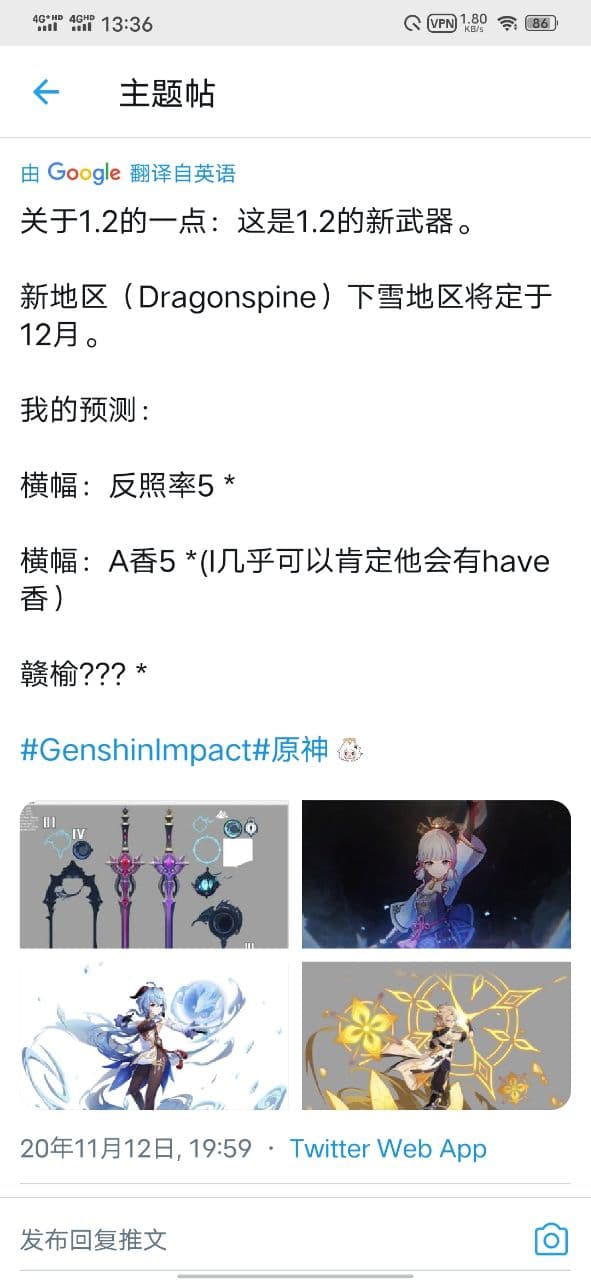 4G+HD 4GHD 13:36 VPN 1.80 KB/s 86
主题帖
由 Google 翻译自英语
关于1.2的一点：这是1.2的新武器。
新地区（Dragonspine）下雪地区将定于
12月。
我的预测：
横幅：反照率5 *
横幅：A香5 *(I几乎可以肯定他会有have
香）
赣榆??? *
#GenshinImpact#原神
III
IV
20年11月12日, 19:59 · Twitter Web App
发布回复推文